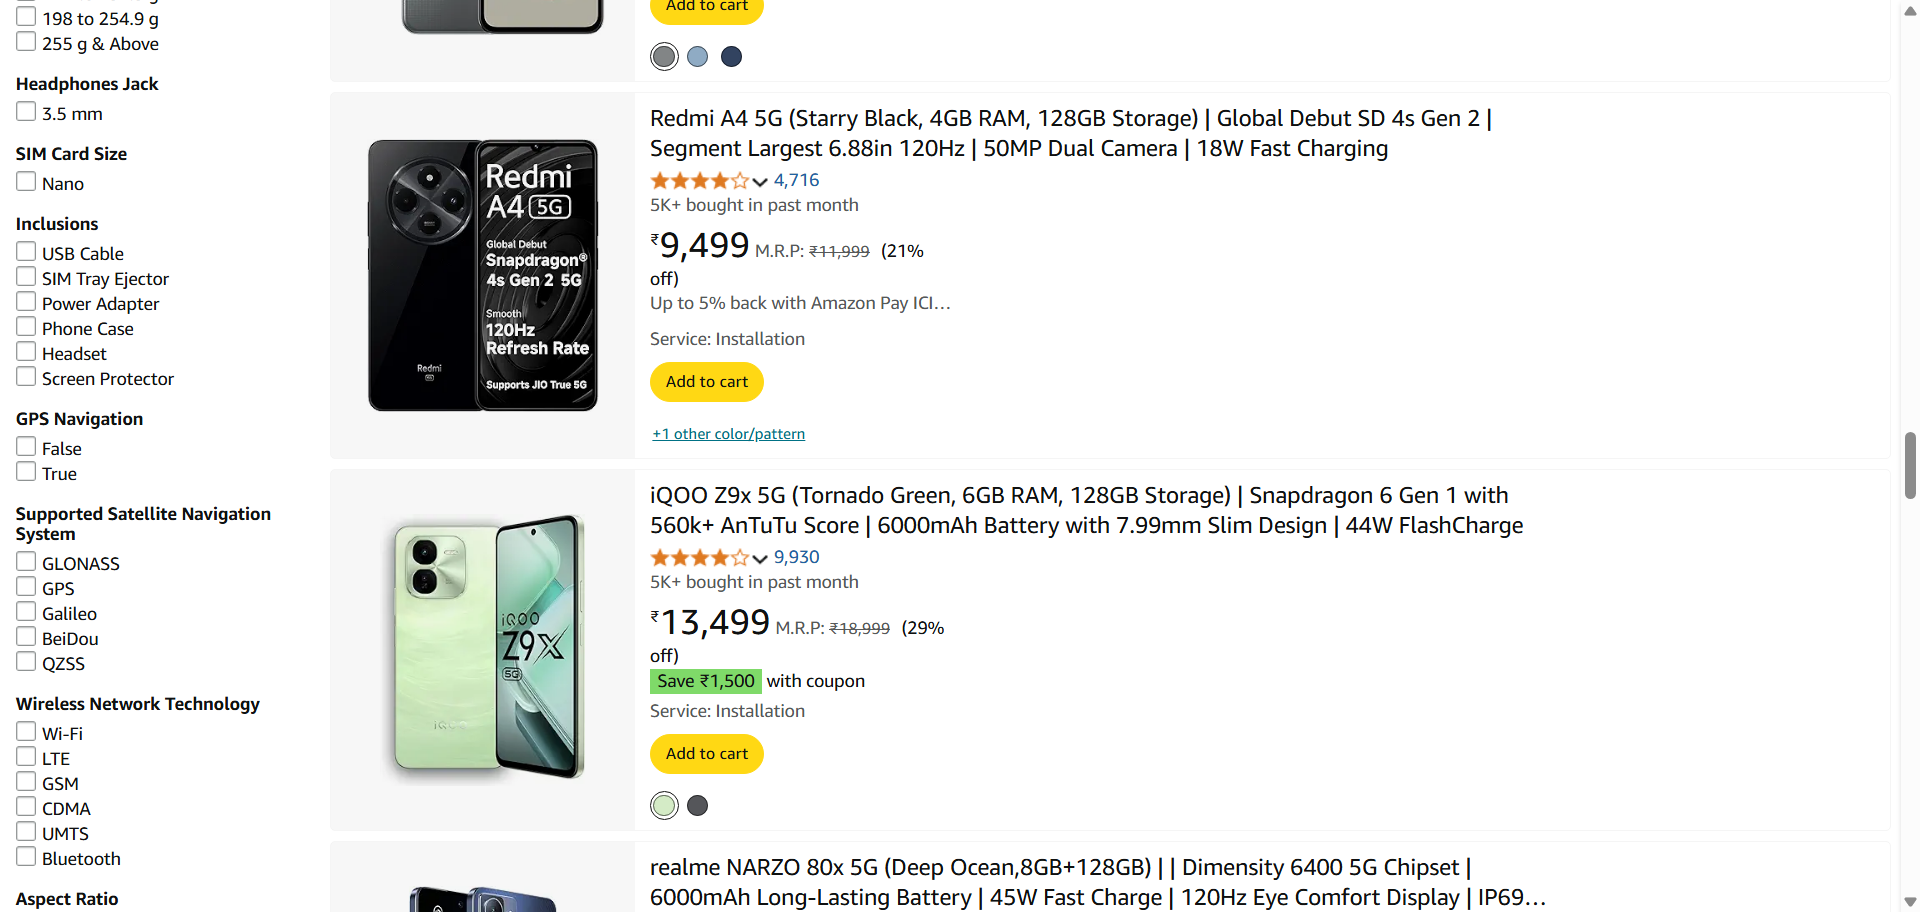 198 to 254.9 g
255 g & Above
Headphones Jack
3.5 mm
SIM Card Size
Nano
Inclusions
USB Cable
SIM Tray Ejector
Power Adapter
Phone Case
Headset
Screen Protector
GPS Navigation
False
True
Supported Satellite Navigation
System
GLONASS
GPS
Galileo
BeiDou
QZSS
Wireless Network Technology
Wi-Fi
LTE
GSM
CDMA
UMTS
Bluetooth
Aspect Ratio
Add to cart
Redmi
A4 5G
Global Debut
Snapdragon®
4s Gen 2 5G
Smooth
120Hz
Refresh Rate
Supports JIO True 5G
Redmi
5G
Redmi A4 5G (Starry Black, 4GB RAM, 128GB Storage) | Global Debut SD 4s Gen 2 |
Segment Largest 6.88in 120Hz | 50MP Dual Camera | 18W Fast Charging
4,716
5K+ bought in past month
₹9,499 M.R.P: ₹11,999 (21%
off)
Up to 5% back with Amazon Pay ICI…
Service: Installation
Add to cart
+1 other color/pattern
iQOO
Z9X
5G
iQOO
iQOO Z9x 5G (Tornado Green, 6GB RAM, 128GB Storage) | Snapdragon 6 Gen 1 with
560k+ AnTuTu Score | 6000mAh Battery with 7.99mm Slim Design | 44W FlashCharge
9,930
5K+ bought in past month
₹13,499 M.R.P: ₹18,999 (29%
off)
Save ₹1,500 with coupon
Service: Installation
Add to cart
realme NARZO 80x 5G (Deep Ocean,8GB+128GB) | | Dimensity 6400 5G Chipset |
6000mAh Long-Lasting Battery | 45W Fast Charge | 120Hz Eye Comfort Display | IP69…